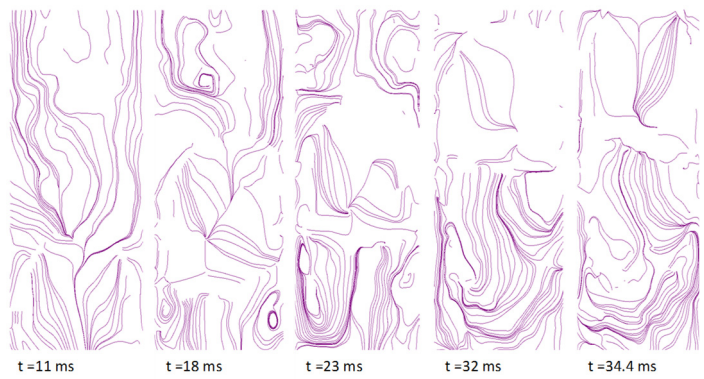 t =11 ms t =18 ms t =23 ms t =32 ms t =34.4 ms